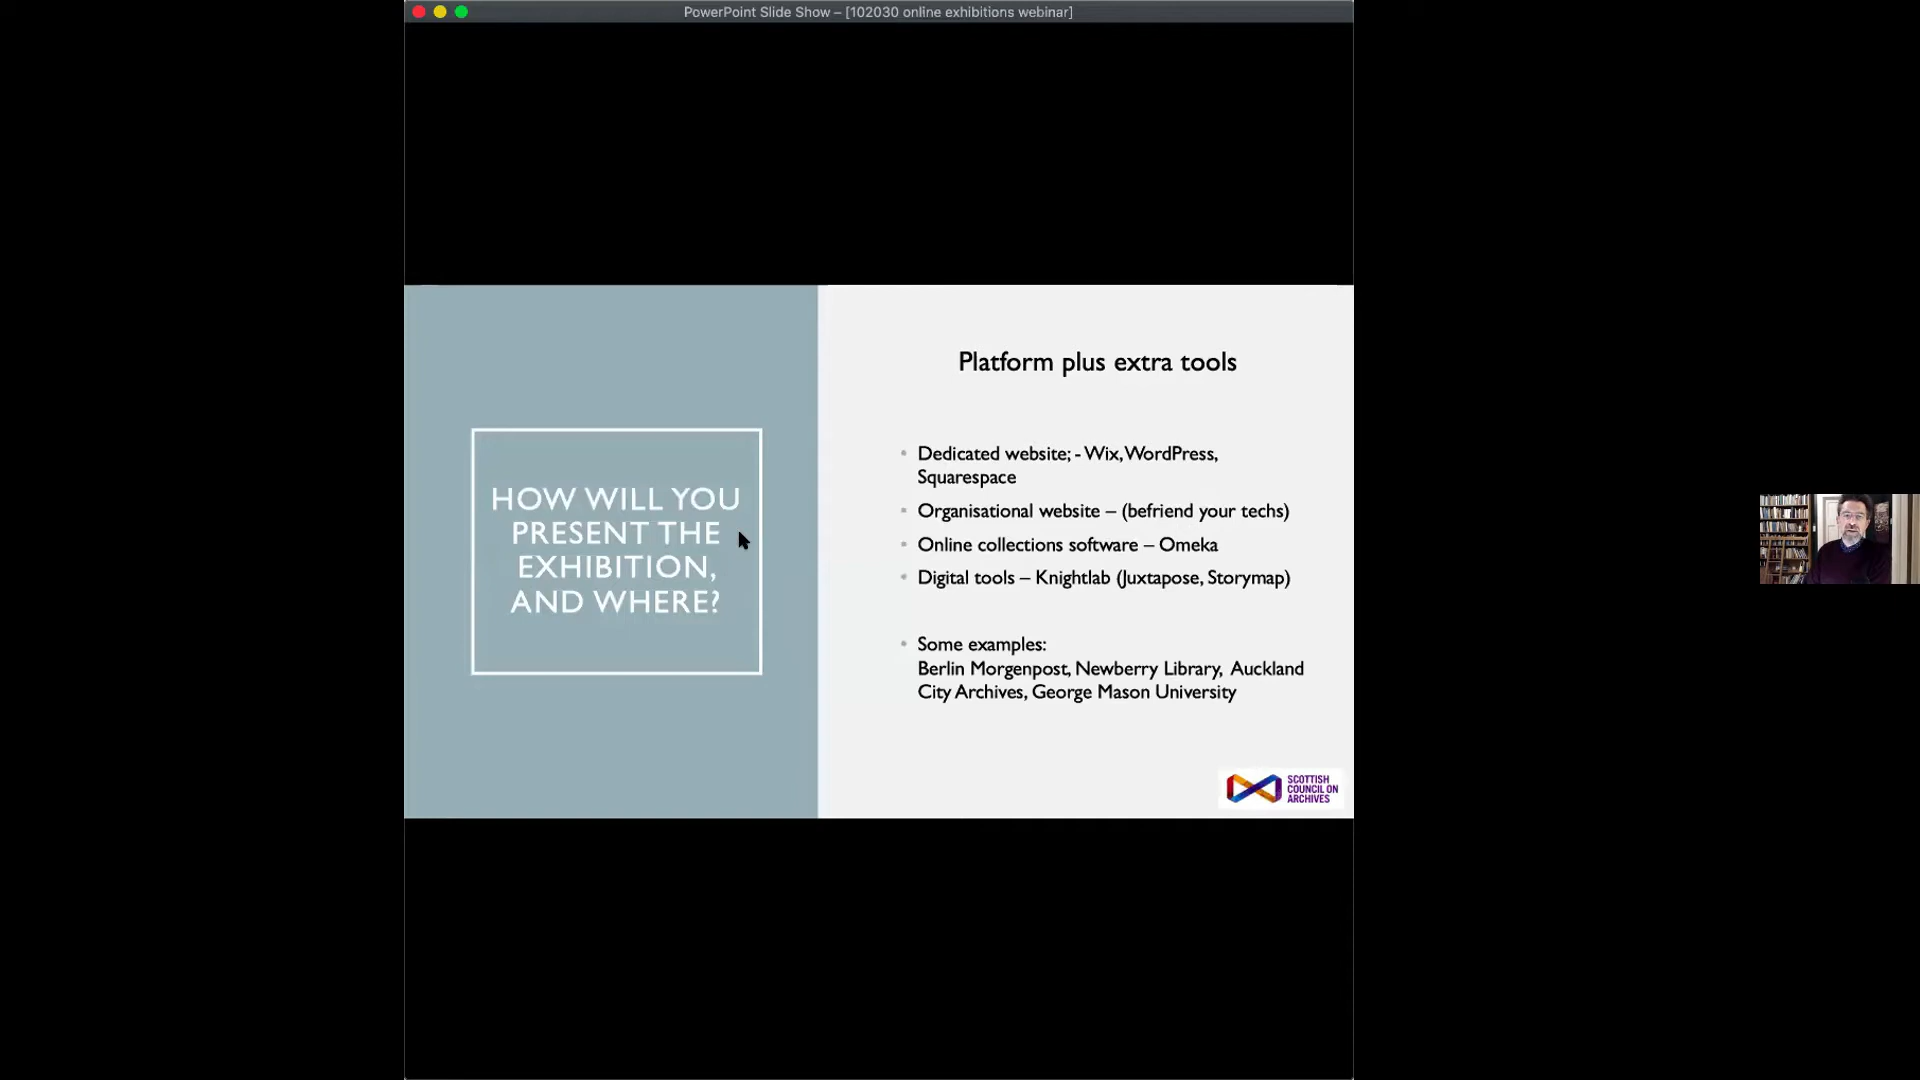 PowerPoint Slide Show – [102030 online exhibitions webinar]
HOW WILL YOU
PRESENT THE
EXHIBITION,
AND WHERE?
Platform plus extra tools
• Dedicated website; - Wix, WordPress,
Squarespace
• Organisational website – (befriend your techs)
• Online collections software – Omeka
• Digital tools – Knightlab (Juxtapose, Storymap)
• Some examples:
Berlin Morgenpost, Newberry Library, Auckland
City Archives, George Mason University
SCOTTISH
COUNCIL ON
ARCHIVES